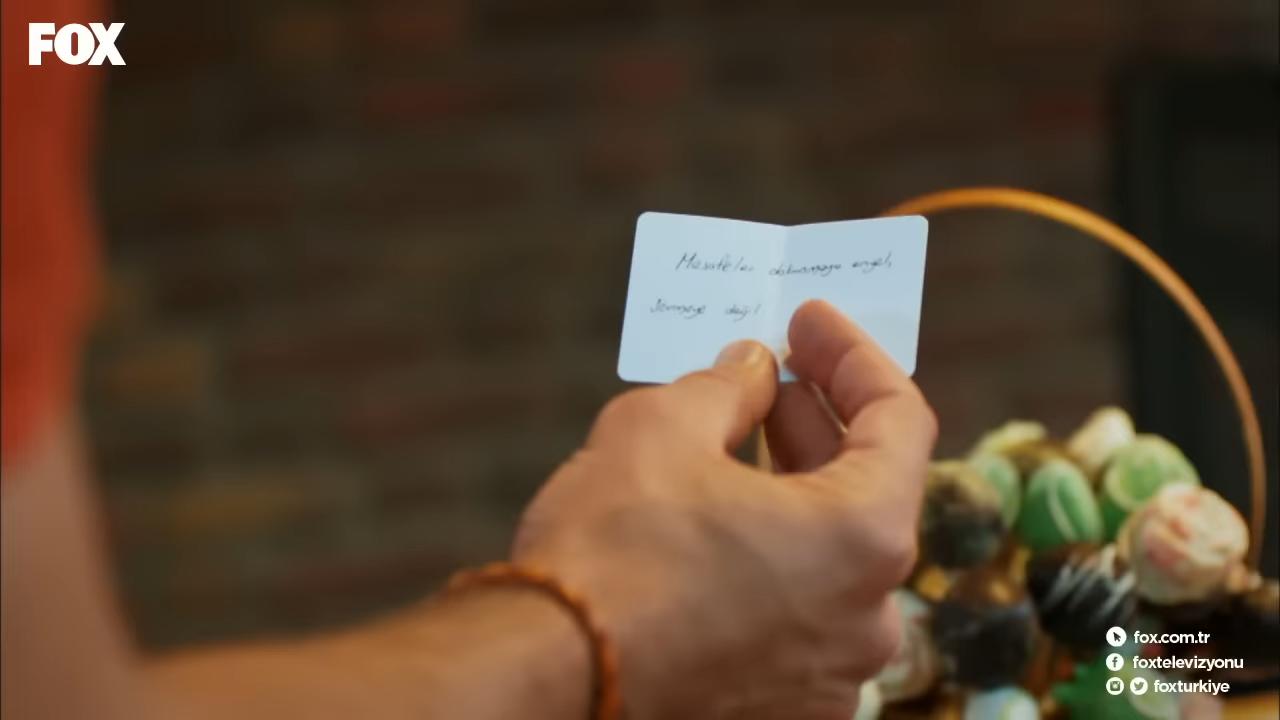 FOX
Mesafeler dokunmaya engel,
Sevmeye değil
fox.com.tr
foxtelevizyonu
foxturkiye